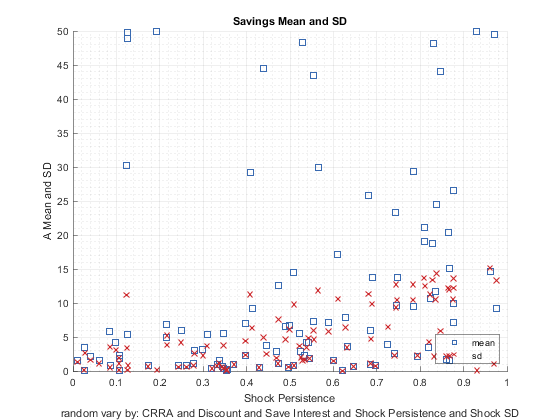 Savings Mean and SD
A Mean and SD
50
45
40
35
30
25
20
15
10
5
0
0 0.1 0.2 0.3 0.4 0.5 0.6 0.7 0.8 0.9 1
mean
sd
Shock Persistence
random vary by: CRRA and Discount and Save Interest and Shock Persistence and Shock SD